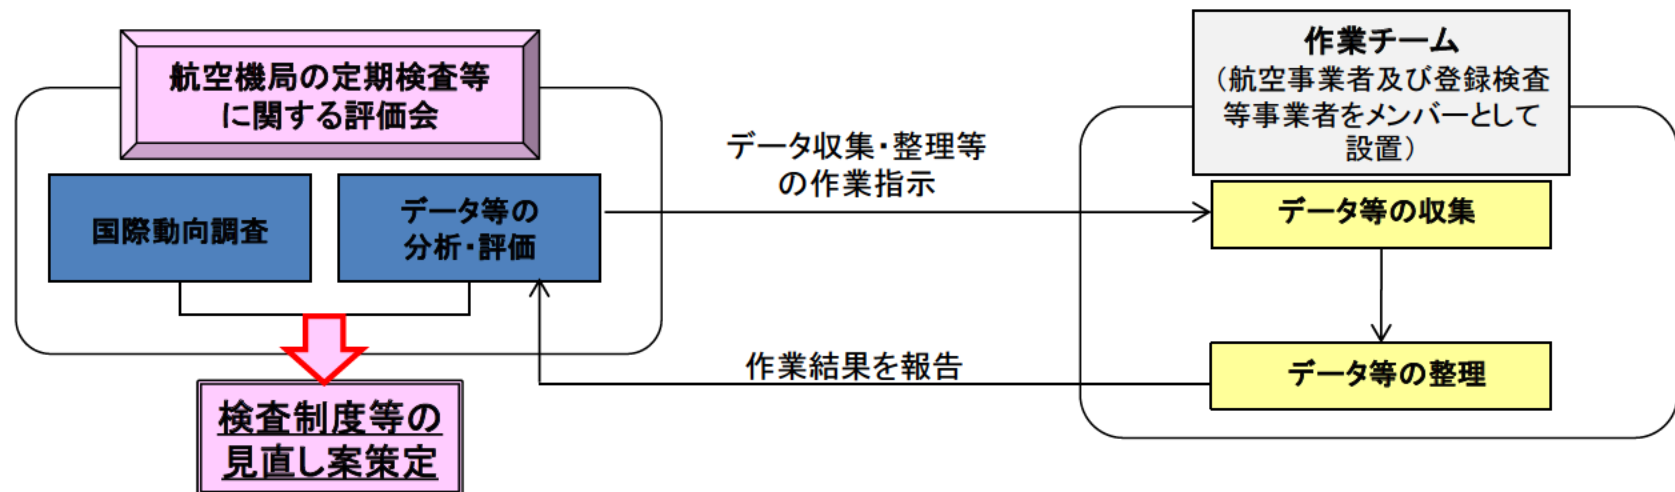 航空機局の定期検査等
に関する評価会
国際動向調査
データ等の
分析・評価
検査制度等の
見直し案策定
データ収集・整理等
の作業指示
作業結果を報告
作業チーム
（航空事業者及び登録検査
等事業者をメンバーとして
設置）
データ等の収集
データ等の整理